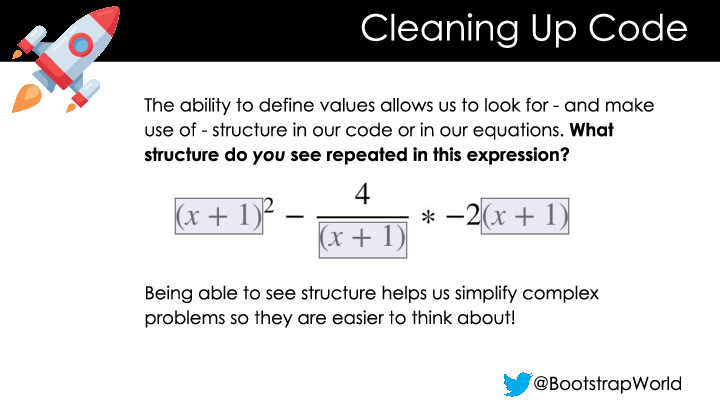 Cleaning Up Code
The ability to define values allows us to look for - and make
use of - structure in our code or in our equations. What
structure do you see repeated in this expression?
(x + 1)² − 4/(x + 1) * −2(x + 1)
Being able to see structure helps us simplify complex
problems so they are easier to think about!
@BootstrapWorld